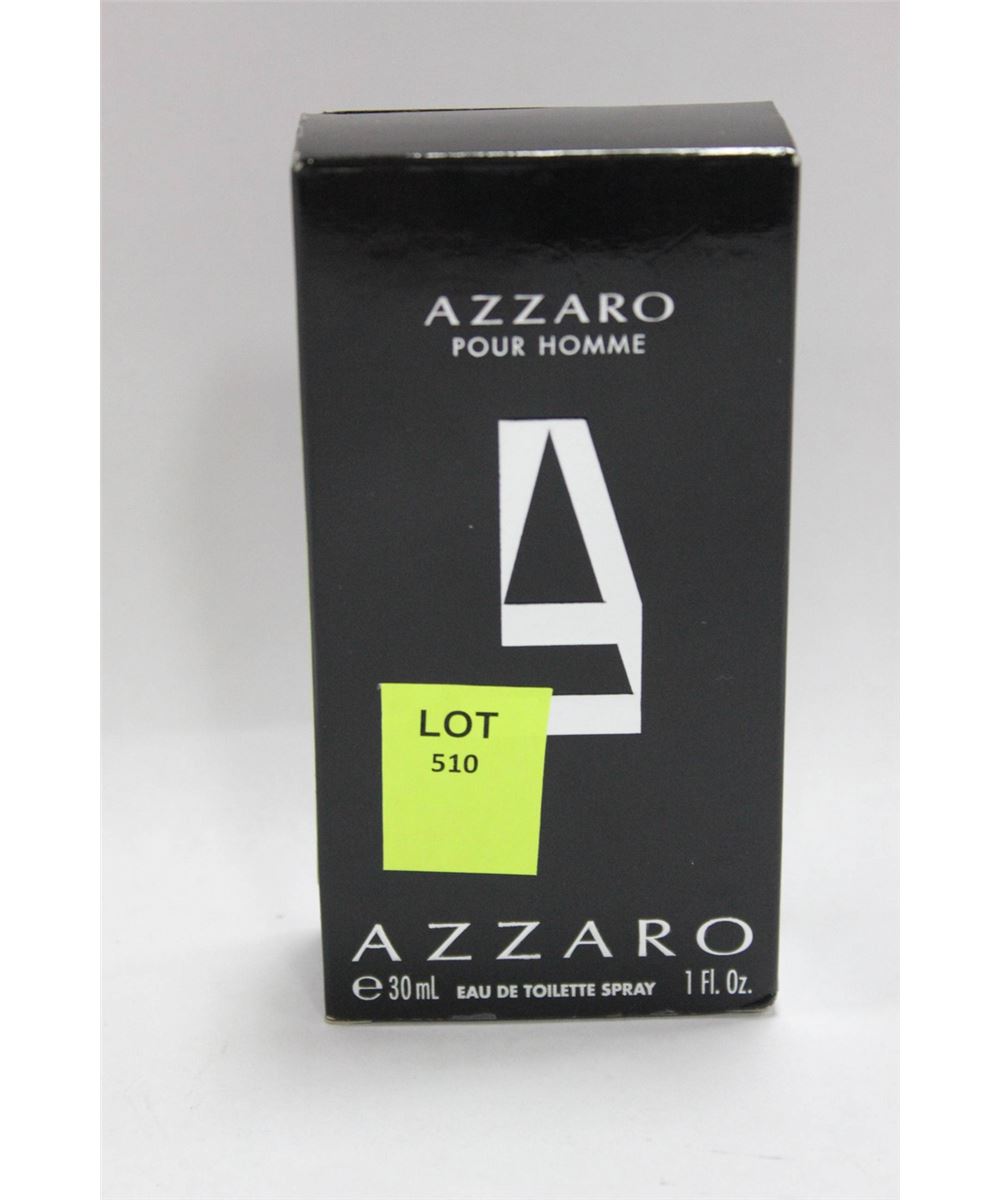 AZZARO
POUR HOMME
LOT
510
AZZARO
℮ 30 mL EAU DE TOILETTE SPRAY 1 Fl. Oz.